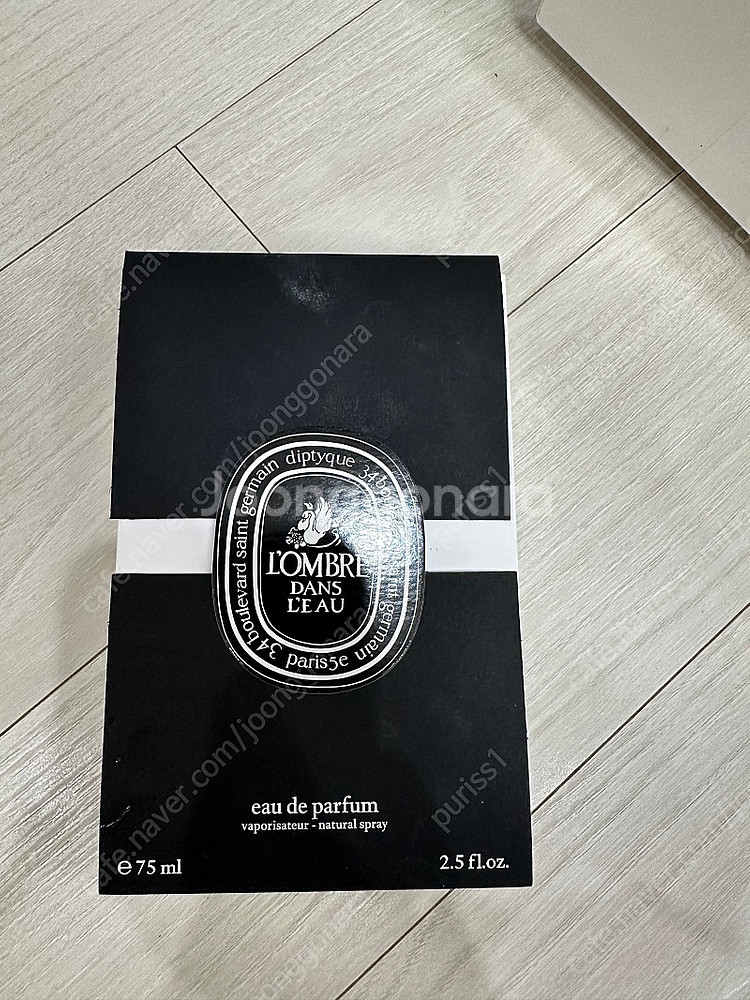 diptyque 34 boulevard saint germain paris5e
34 boulevard saint germain
L'OMBRE
DANS
L'EAU
eau de parfum
vaporisateur - natural spray
℮ 75 ml
2.5 fl.oz.
Joonggonara
cafe.naver.com/joonggonara
puriss1